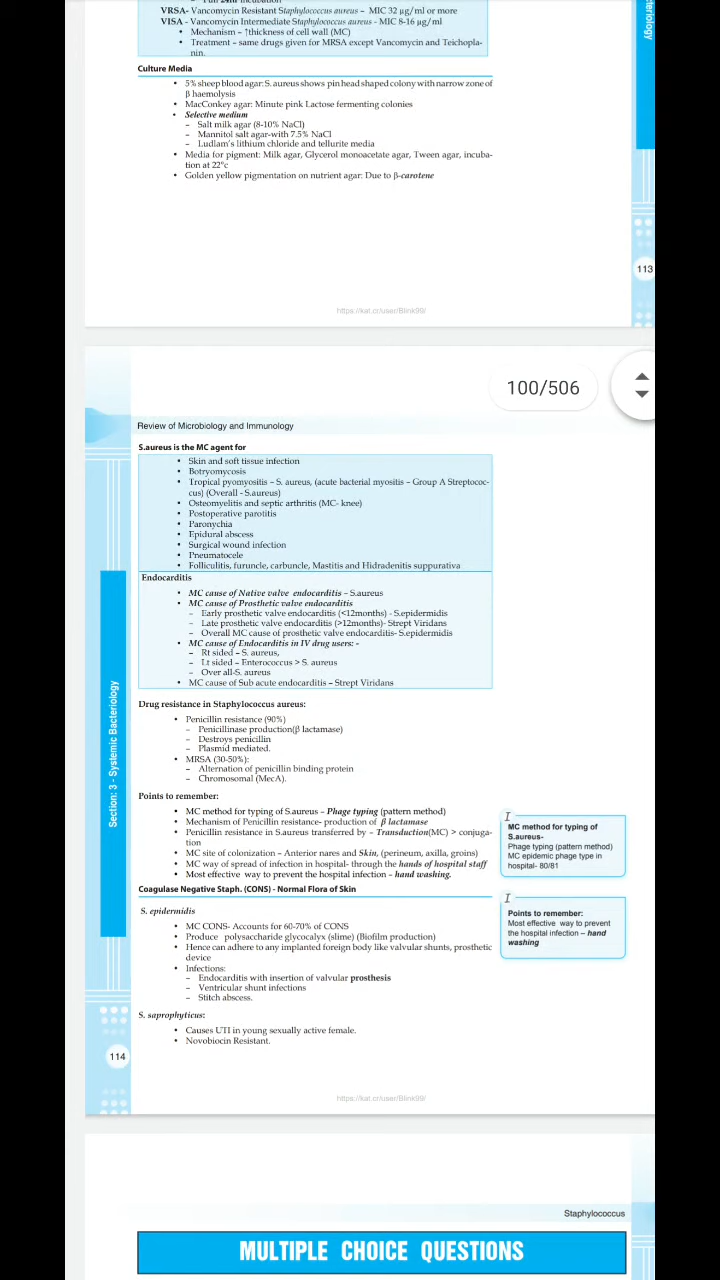 VRSA- Vancomycin Resistant Staphylococcus aureus – MIC 32 µg/ml or more
VISA - Vancomycin Intermediate Staphylococcus aureus - MIC 8-16 µg/ml
• Mechanism – ↑thickness of cell wall (MC)
• Treatment – same drugs given for MRSA except Vancomycin and Teichopla-
nin.
Culture Media
• 5% sheep blood agar: S. aureus shows pin head shaped colony with narrow zone of
β haemolysis
• MacConkey agar: Minute pink Lactose fermenting colonies
• Selective medium
– Salt milk agar (8-10% NaCl)
– Mannitol salt agar-with 7.5% NaCl
– Ludlam's lithium chloride and tellurite media
• Media for pigment: Milk agar, Glycerol monoacetate agar, Tween agar, incuba-
tion at 22°c
• Golden yellow pigmentation on nutrient agar: Due to β-carotene
113
https://kat.cr/user/Blink99/
100/506
Review of Microbiology and Immunology
S.aureus is the MC agent for
• Skin and soft tissue infection
• Botryomycosis
• Tropical pyomyositis – S. aureus, (acute bacterial myositis – Group A Streptococ-
cus) (Overall - S.aureus)
• Osteomyelitis and septic arthritis (MC- knee)
• Postoperative parotitis
• Paronychia
• Epidural abscess
• Surgical wound infection
• Pneumatocele
• Folliculitis, furuncle, carbuncle, Mastitis and Hidradenitis suppurativa
Endocarditis
• MC cause of Native valve endocarditis – S.aureus
• MC cause of Prosthetic valve endocarditis
– Early prosthetic valve endocarditis (<12months) - S.epidermidis
– Late prosthetic valve endocarditis (>12months)- Strept Viridans
– Overall MC cause of prosthetic valve endocarditis- S.epidermidis
• MC cause of Endocarditis in IV drug users: -
– Rt sided – S. aureus,
– Lt sided – Enterococcus > S. aureus
– Over all-S. aureus
• MC cause of Sub acute endocarditis – Strept Viridans
Drug resistance in Staphylococcus aureus:
• Penicillin resistance (90%)
– Penicillinase production(β lactamase)
– Destroys penicillin
– Plasmid mediated.
• MRSA (30-50%):
– Alternation of penicillin binding protein
– Chromosomal (MecA).
Points to remember:
• MC method for typing of S.aureus – Phage typing (pattern method)
• Mechanism of Penicillin resistance- production of β lactamase
• Penicillin resistance in S.aureus transferred by – Transduction(MC) > conjuga-
tion
• MC site of colonization – Anterior nares and Skin, (perineum, axilla, groins)
• MC way of spread of infection in hospital- through the hands of hospital staff
• Most effective way to prevent the hospital infection – hand washing.
MC method for typing of
S.aureus-
Phage typing (pattern method)
MC epidemic phage type in
hospital- 80/81
Coagulase Negative Staph. (CONS) - Normal Flora of Skin
Points to remember:
Most effective way to prevent
the hospital infection – hand
washing
S. epidermidis
• MC CONS- Accounts for 60-70% of CONS
• Produce polysaccharide glycocalyx (slime) (Biofilm production)
• Hence can adhere to any implanted foreign body like valvular shunts, prosthetic
device
• Infections:
– Endocarditis with insertion of valvular prosthesis
– Ventricular shunt infections
– Stitch abscess.
S. saprophyticus:
• Causes UTI in young sexually active female.
• Novobiocin Resistant.
Section: 3 - Systemic Bacteriology
114
https://kat.cr/user/Blink99/
Staphylococcus
MULTIPLE CHOICE QUESTIONS